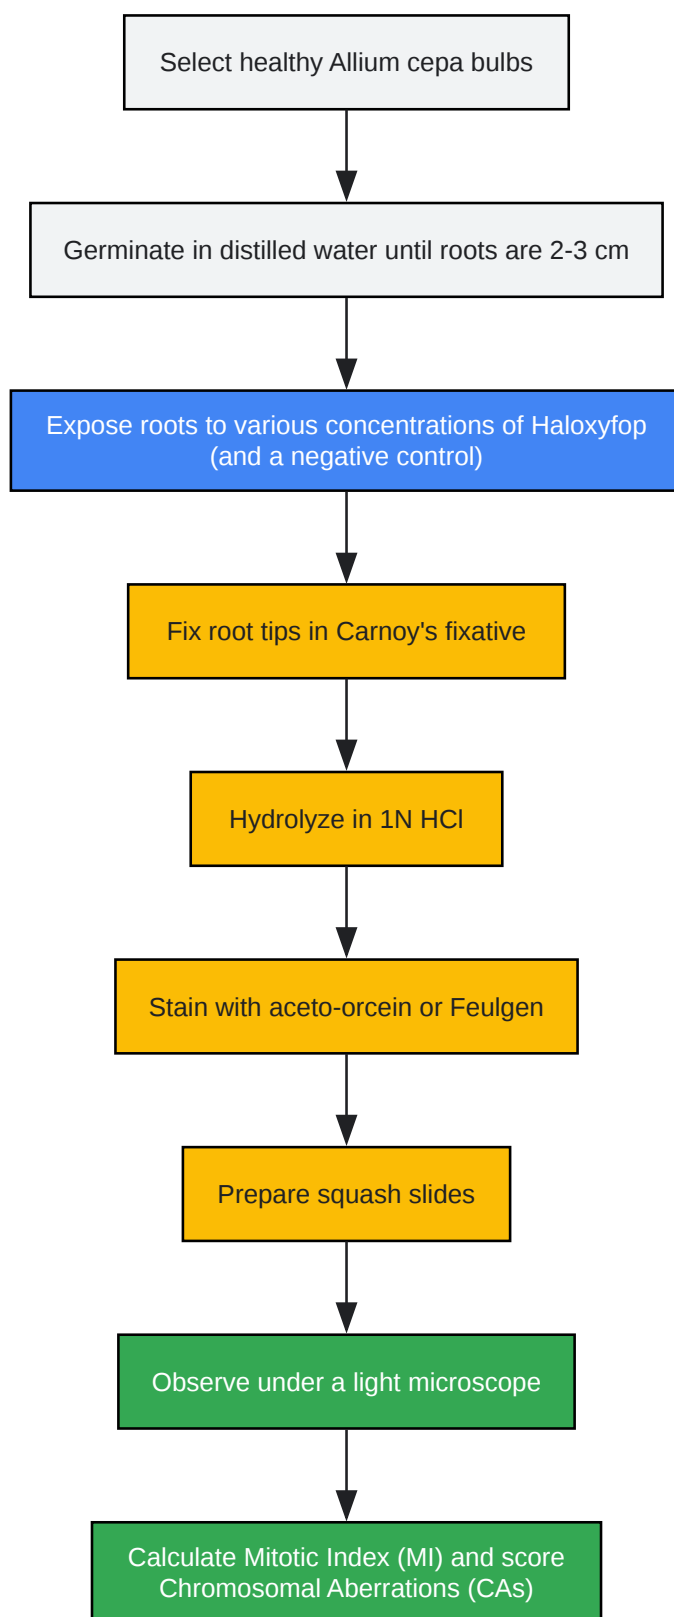 Select healthy Allium cepa bulbs
Germinate in distilled water until roots are 2-3 cm
Expose roots to various concentrations of Haloxyfop
(and a negative control)
Fix root tips in Carnoy's fixative
Hydrolyze in 1N HCl
Stain with aceto-orcein or Feulgen
Prepare squash slides
Observe under a light microscope
Calculate Mitotic Index (MI) and score
Chromosomal Aberrations (CAs)